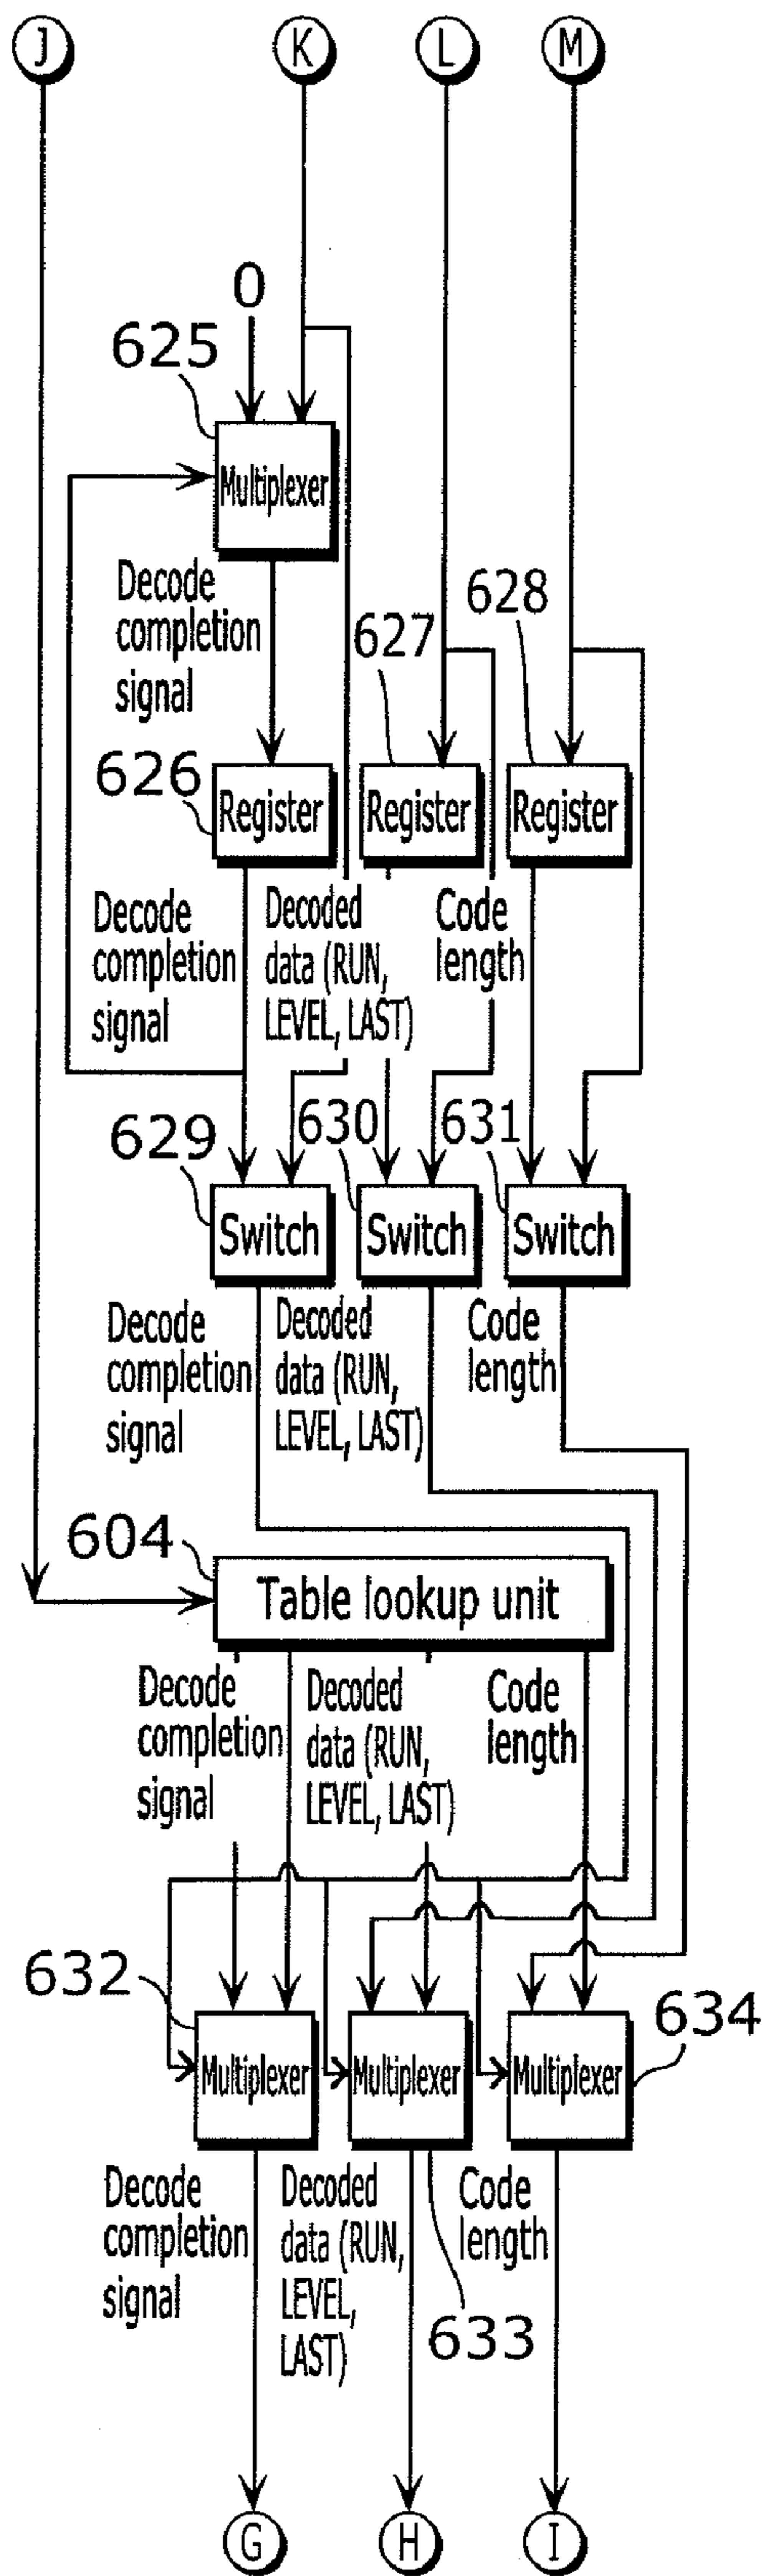 J K L M
0
625
Multiplexer
Decode
completion
signal
628
627
626
Register
Register
Register
Decode
completion
signal
Decoded
data (RUN,
LEVEL, LAST)
Code
length
629
630
631
Switch
Switch
Switch
Decode
completion
signal
Decoded
data (RUN,
LEVEL, LAST)
Code
length
604
Table lookup unit
Decode
completion
signal
Decoded
data (RUN,
LEVEL, LAST)
Code
length
632
634
Multiplexer
Multiplexer
Multiplexer
Decode
completion
signal
Decoded
data (RUN,
LEVEL,
LAST)
Code
length
633
G H I